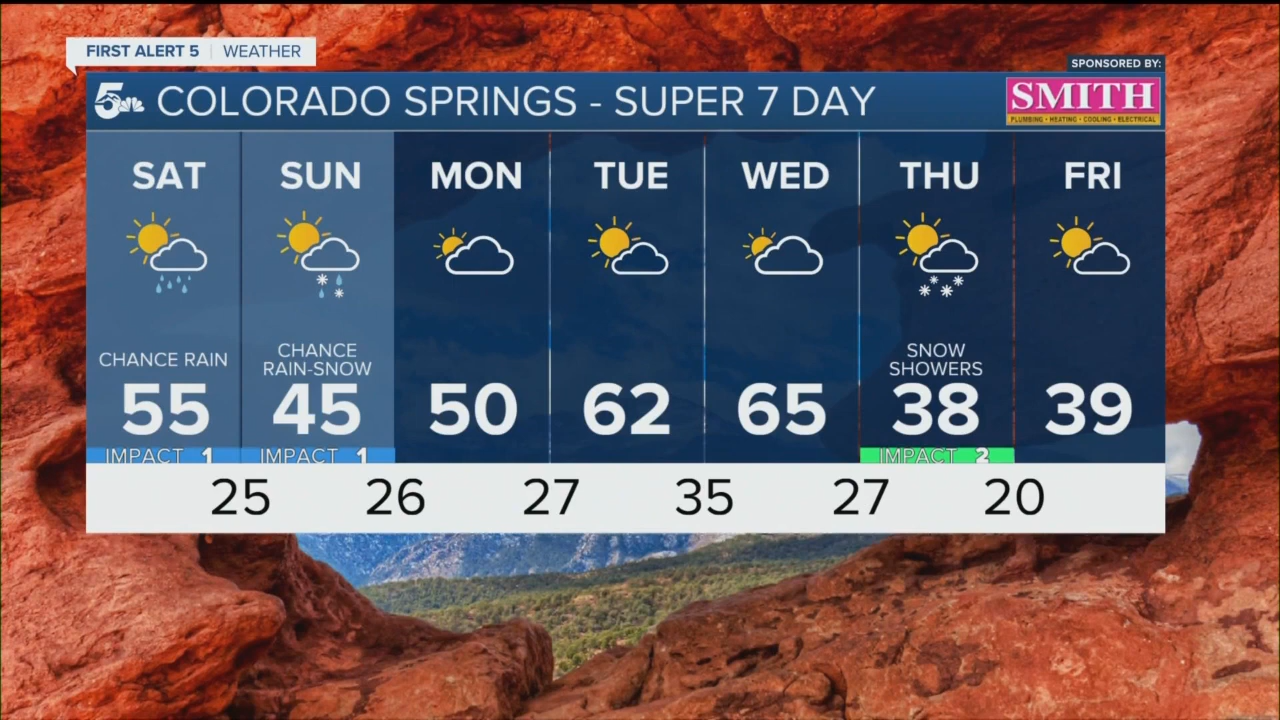 FIRST ALERT 5 | WEATHER
SPONSORED BY:
5 COLORADO SPRINGS - SUPER 7 DAY
SMITH
PLUMBING • HEATING • COOLING • ELECTRICAL
SAT SUN MON TUE WED THU FRI
CHANCE RAIN
CHANCE
RAIN-SNOW
SNOW
SHOWERS
55 45 50 62 65 38 39
IMPACT 1 IMPACT 1 IMPACT 2
25 26 27 35 27 20